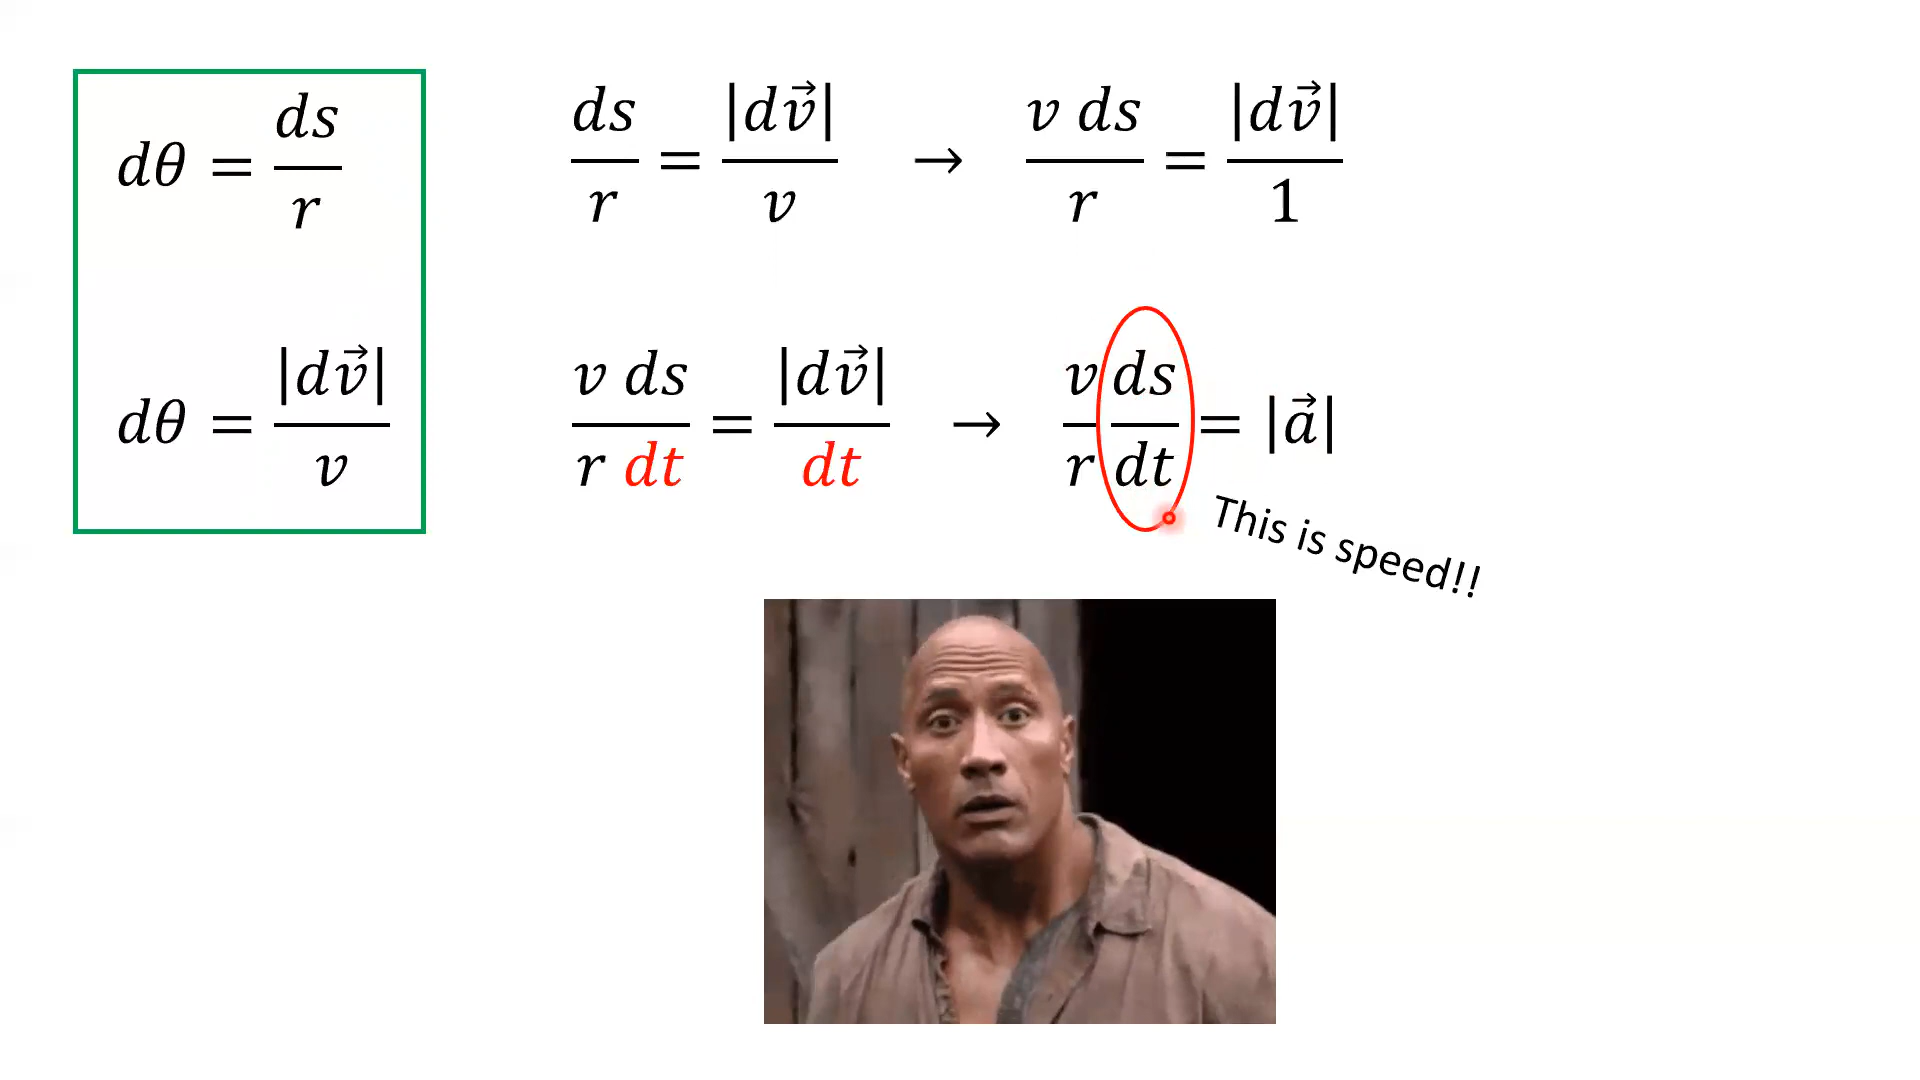 dθ = ds/r
ds/r = |dv⃗|/v → v ds/r = |dv⃗|/1
dθ = |dv⃗|/v
v ds/r dt = |dv⃗|/dt → v/r ds/dt = |a⃗|
This is speed!!